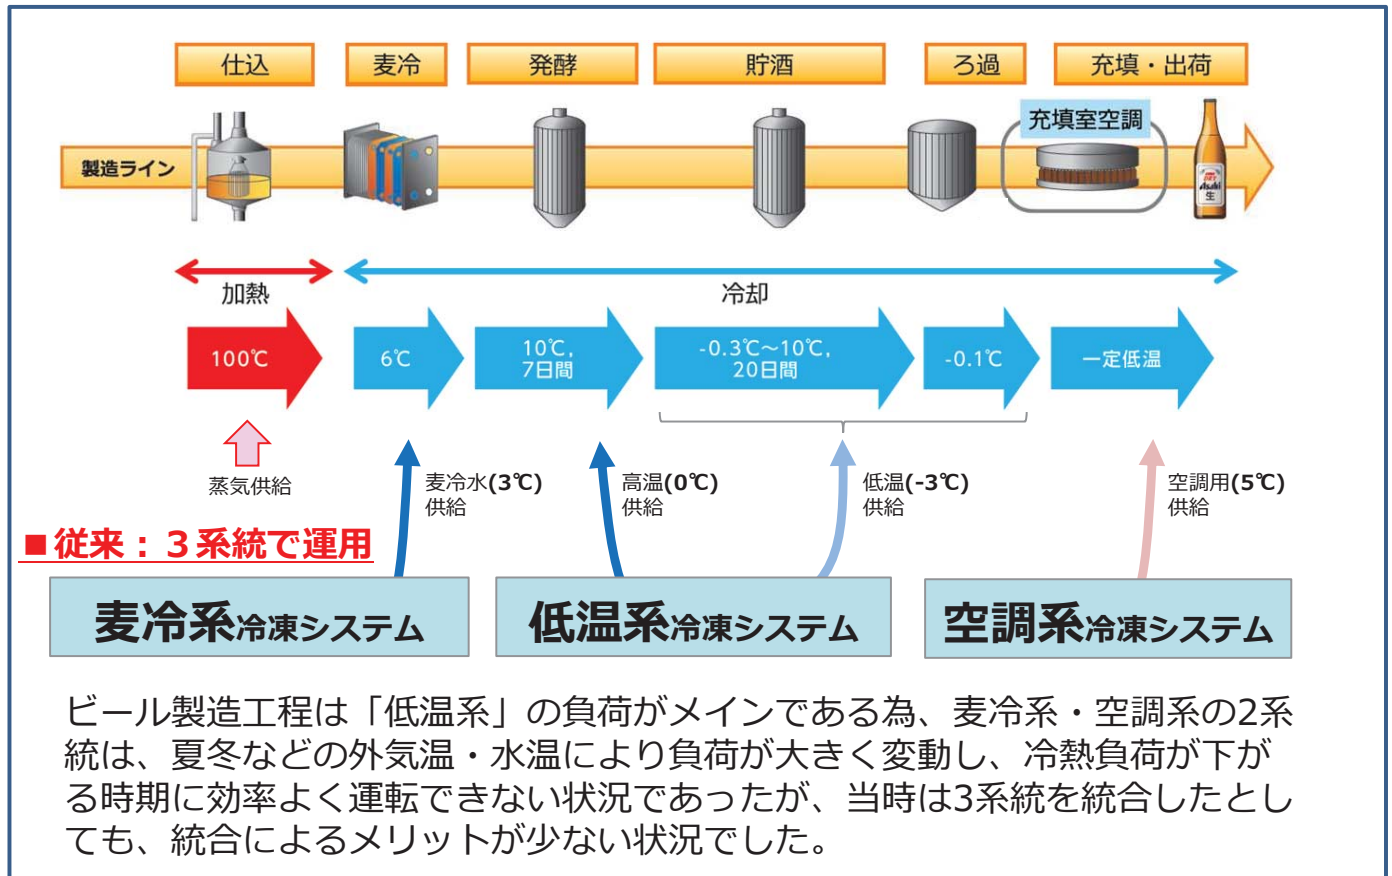 仕込
麦冷
発酵
貯酒
ろ過
充填・出荷
充填室空調
製造ライン
Asahi
生
加熱
冷却
100℃
6℃
10℃,
7日間
-0.3℃～10℃,
20日間
-0.1℃
一定低温
蒸気供給
麦冷水(3℃)
供給
高温(0℃)
供給
低温(-3℃)
供給
空調用(5℃)
供給
■従来：３系統で運用
麦冷系冷凍システム
低温系冷凍システム
空調系冷凍システム
ビール製造工程は「低温系」の負荷がメインである為、麦冷系・空調系の2系
統は、夏冬などの外気温・水温により負荷が大きく変動し、冷熱負荷が下が
る時期に効率よく運転できない状況であったが、当時は3系統を統合したとし
ても、統合によるメリットが少ない状況でした。